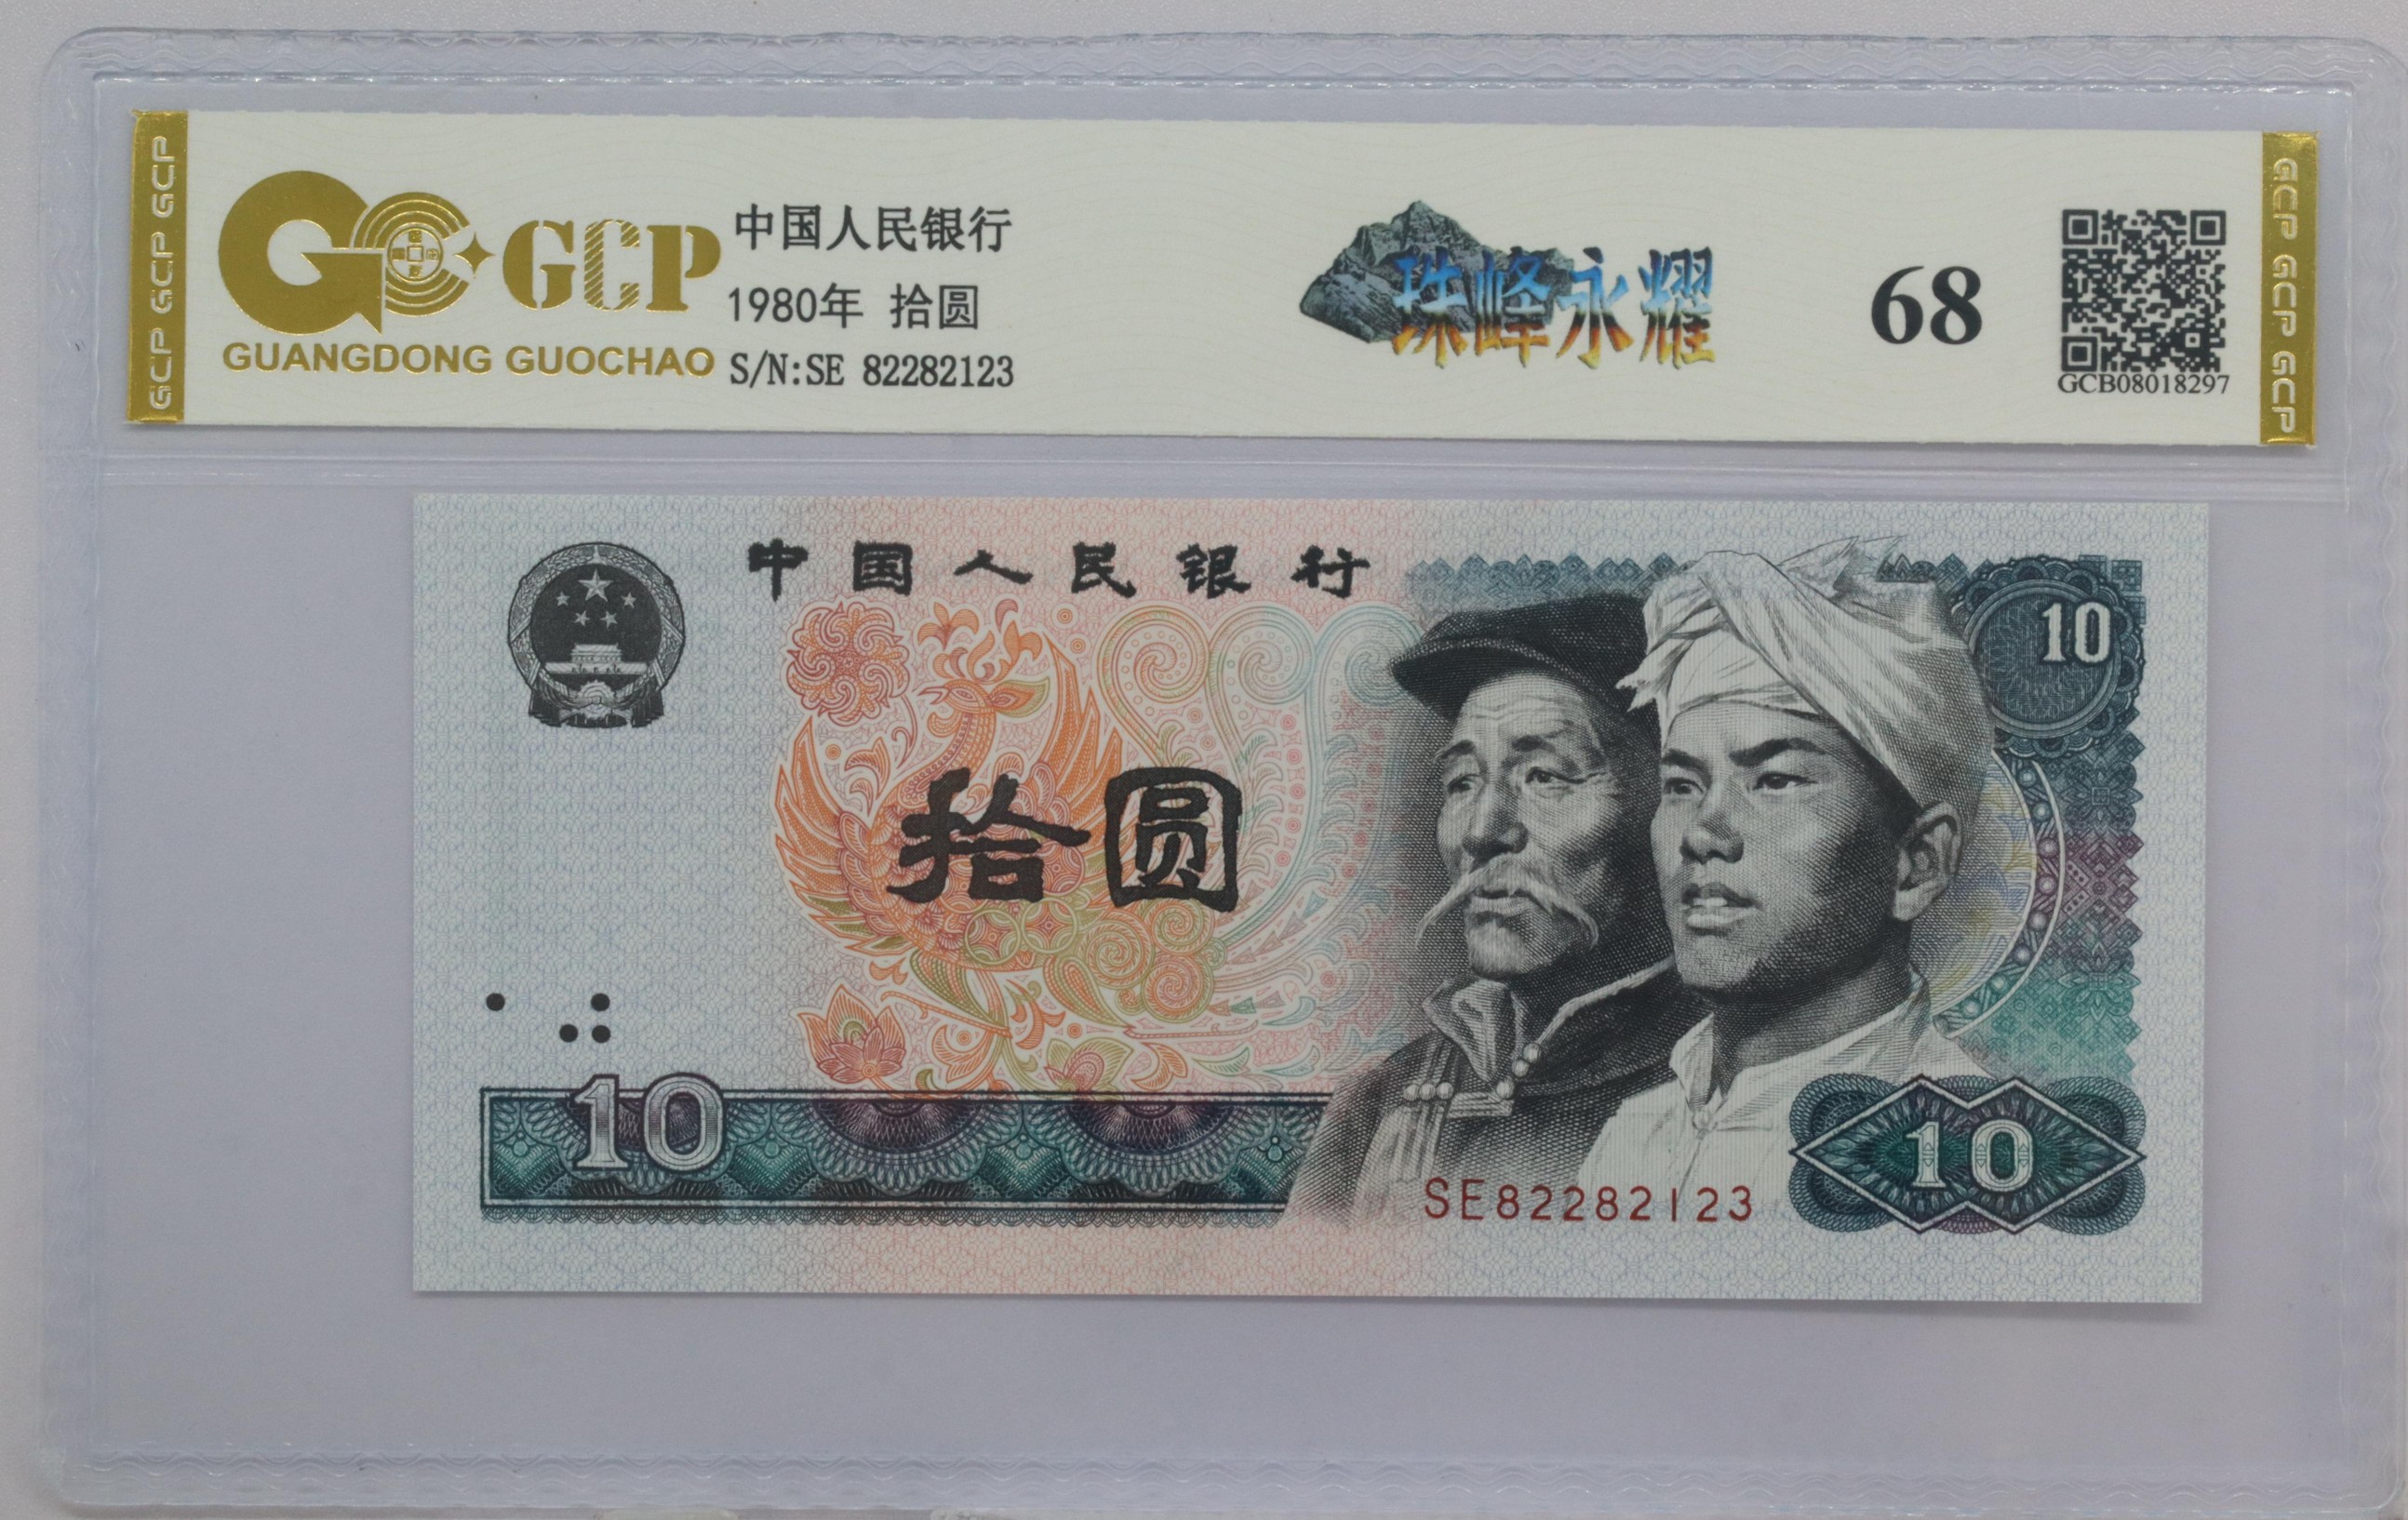 GCP GCP GCP
GCP
GUANGDONG GUOCHAO
中国人民银行
1980年 拾圆
S/N:SE 82282123
珠峰永耀
68
GCB08018297
GCP GCP GCP
中国人民银行
10
拾圆
10
SE82282123
10